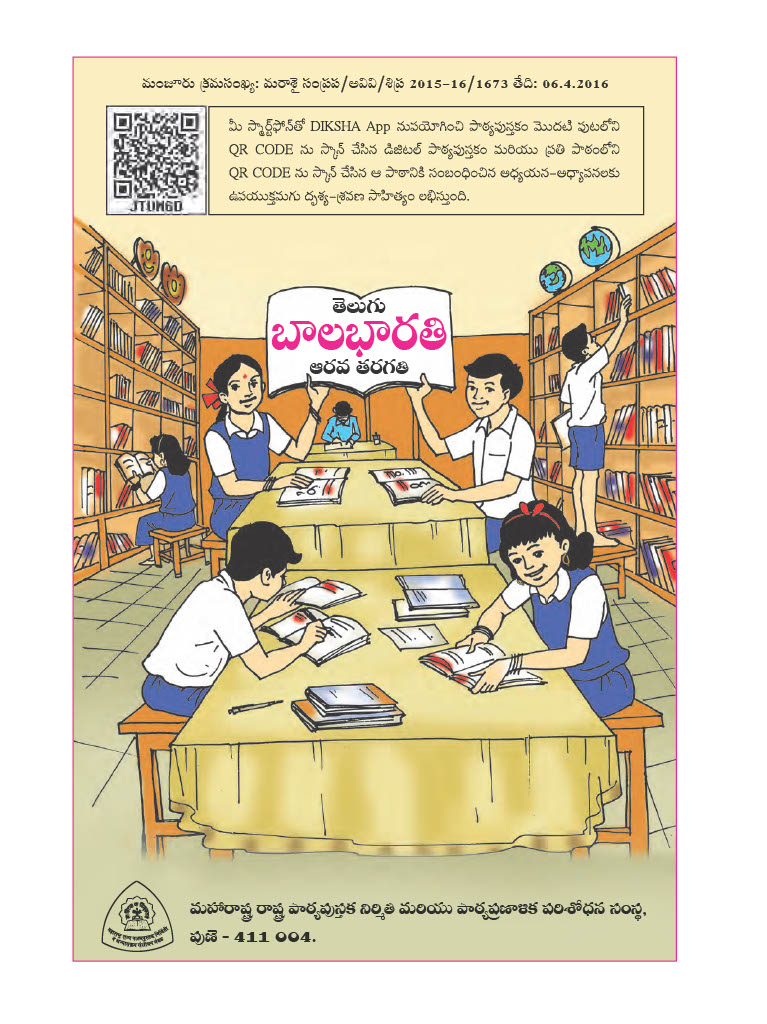 మంజూరు క్రమసంఖ్య: మరాశై సంప్రప/అవివి/శిప్ర 2015–16/1673 తేది: 06.4.2016
మీ స్మార్ట్‌ఫోన్‌తో DIKSHA App నుపయోగించి పాఠ్యపుస్తకం మొదటి పుటలోని
QR CODE ను స్కాన్ చేసిన డిజిటల్ పాఠ్యపుస్తకం మరియు ప్రతి పాఠంలోని
QR CODE ను స్కాన్ చేసిన ఆ పాఠానికి సంబంధించిన అధ్యయన–అధ్యాపనలకు
ఉపయుక్తమగు దృశ్య–శ్రవణ సాహిత్యం లభిస్తుంది.
JTUM6D
తెలుగు
బాలభారతి
ఆరవ తరగతి
మహారాష్ట్ర రాష్ట్ర పాఠ్యపుస్తక నిర్మితి మరియు పాఠ్యప్రణాళిక పరిశోధన సంస్థ,
పుణె - 411 004.